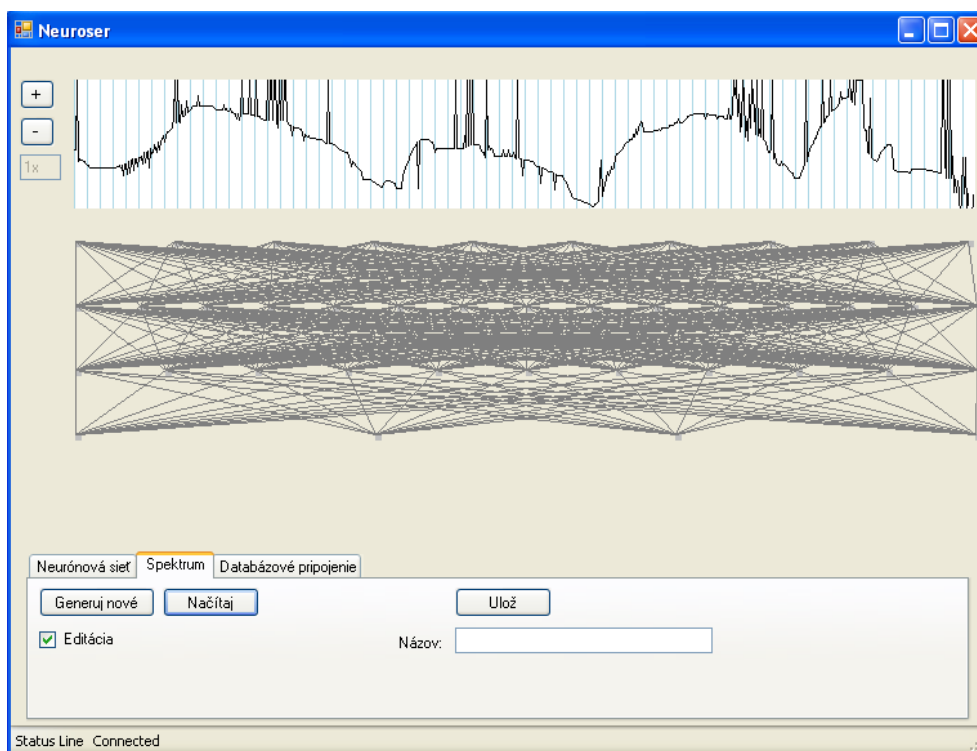 Neuroser
+
-
1x
Neurónová sieť Spektrum Databázové pripojenie
Generuj nové Načítaj Ulož
Editácia Názov:
Status Line Connected